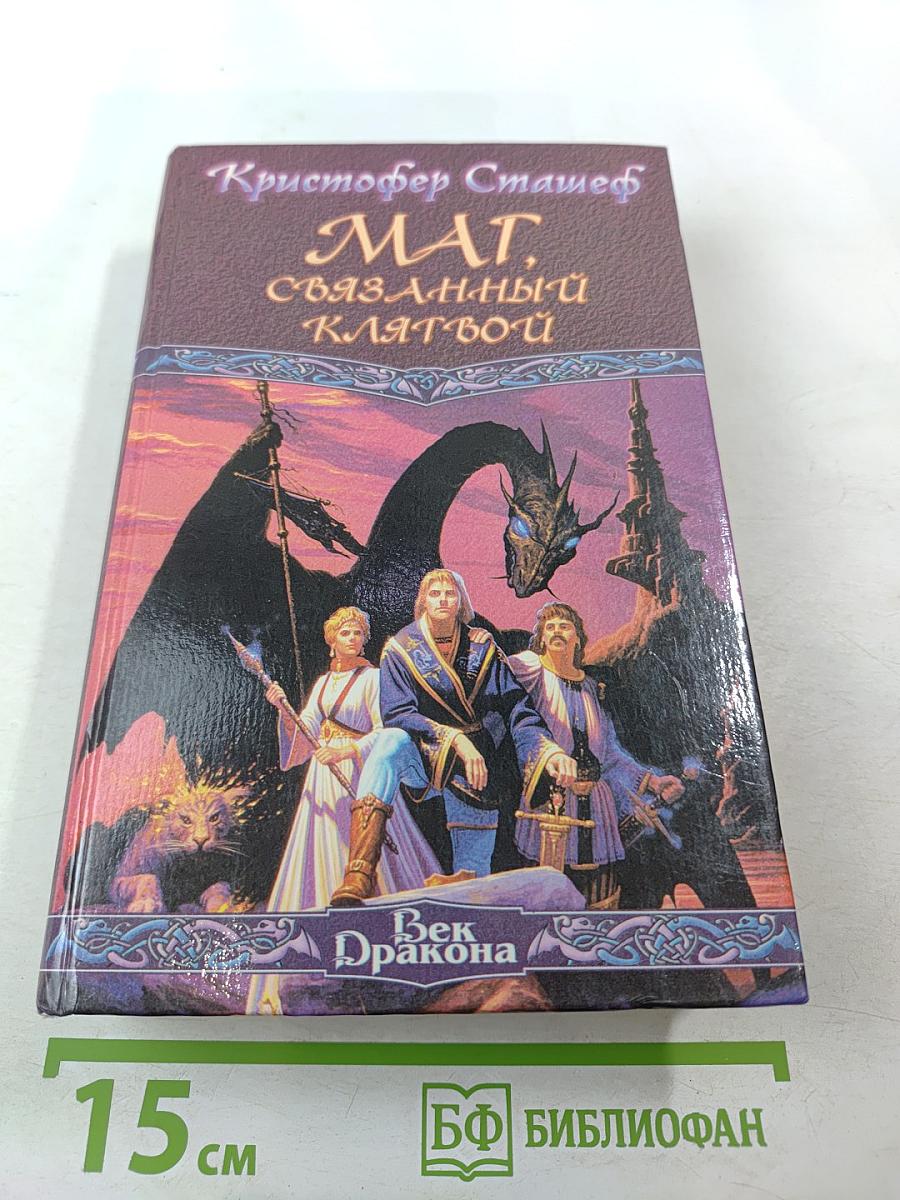 Кристофер Сташеф
МАГ,
СВЯЗАННЫЙ
КЛЯТВОЙ
Век
Дракона
15 см
БФ БИБЛИОФАН